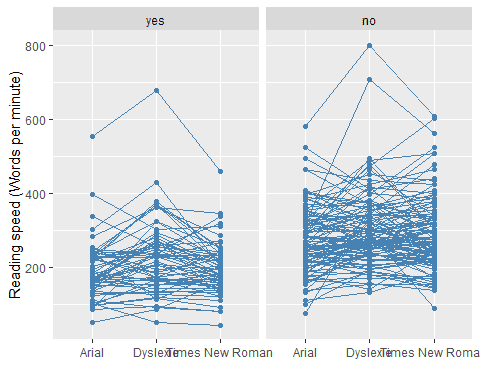 yes no
Reading speed (Words per minute)
800
600
400
200
Arial Dyslexie Times New Roman Arial Dyslexie Times New Roman